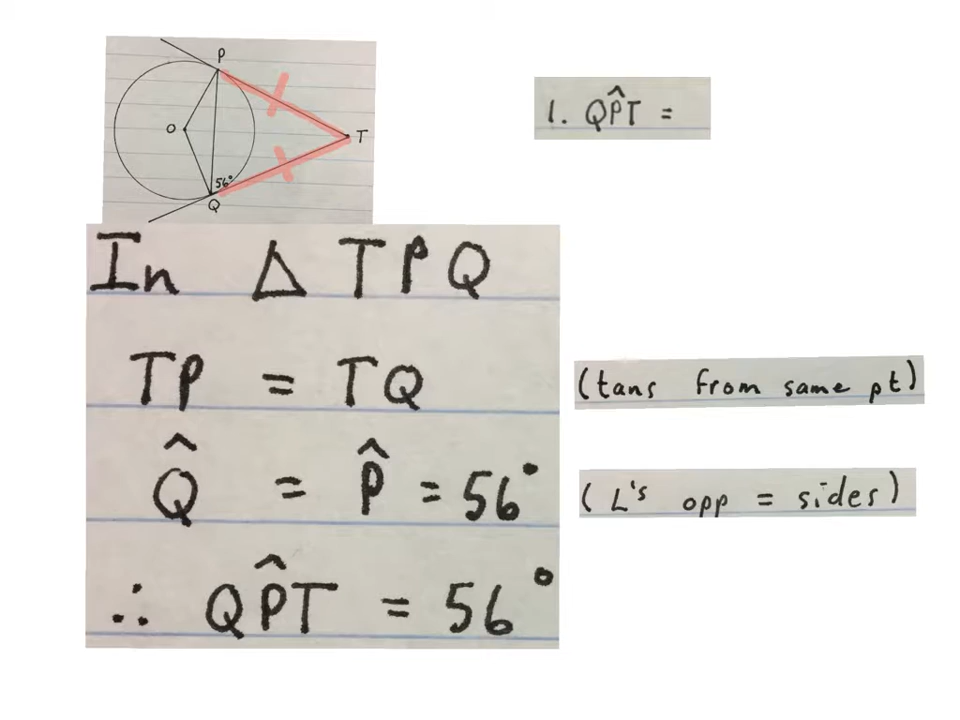 P
O
T
56°
Q
1. QP̂T =
In Δ TPQ
TP = TQ (tans from same pt)
Q̂ = P̂ = 56° (L's opp = sides)
∴ QP̂T = 56°